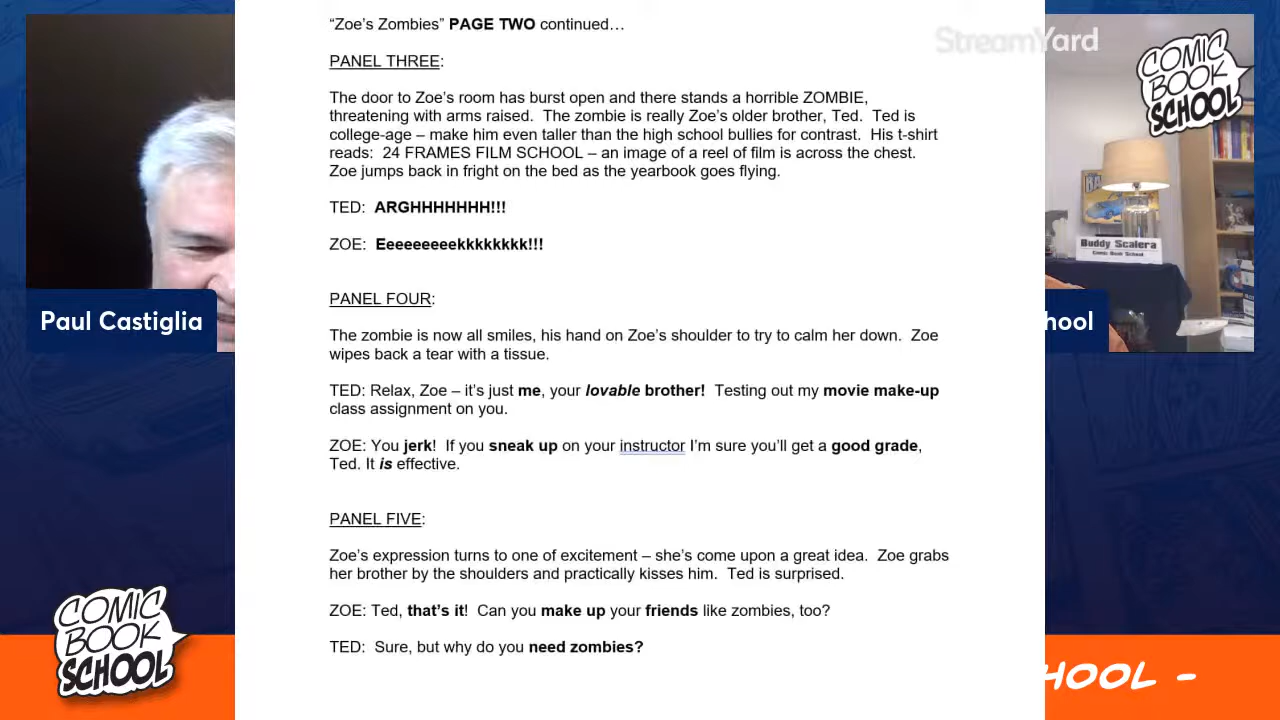 “Zoe’s Zombies” PAGE TWO continued…
PANEL THREE:
The door to Zoe’s room has burst open and there stands a horrible ZOMBIE,
threatening with arms raised.  The zombie is really Zoe’s older brother, Ted.  Ted is
college-age – make him even taller than the high school bullies for contrast.  His t-shirt
reads:  24 FRAMES FILM SCHOOL – an image of a reel of film is across the chest.
Zoe jumps back in fright on the bed as the yearbook goes flying.
TED:  ARGHHHHHHH!!!
ZOE:  Eeeeeeeeekkkkkkkk!!!
PANEL FOUR:
The zombie is now all smiles, his hand on Zoe’s shoulder to try to calm her down.  Zoe
wipes back a tear with a tissue.
TED: Relax, Zoe – it’s just me, your lovable brother!  Testing out my movie make-up
class assignment on you.
ZOE: You jerk!  If you sneak up on your instructor I’m sure you’ll get a good grade,
Ted. It is effective.
PANEL FIVE:
Zoe’s expression turns to one of excitement – she’s come upon a great idea.  Zoe grabs
her brother by the shoulders and practically kisses him.  Ted is surprised.
ZOE: Ted, that’s it!  Can you make up your friends like zombies, too?
TED:  Sure, but why do you need zombies?
Paul Castiglia
COMIC
BOOK
SCHOOL
StreamYard
COMIC
BOOK
SCHOOL
Buddy Scalera
Comic Book School
hool
HOOL -